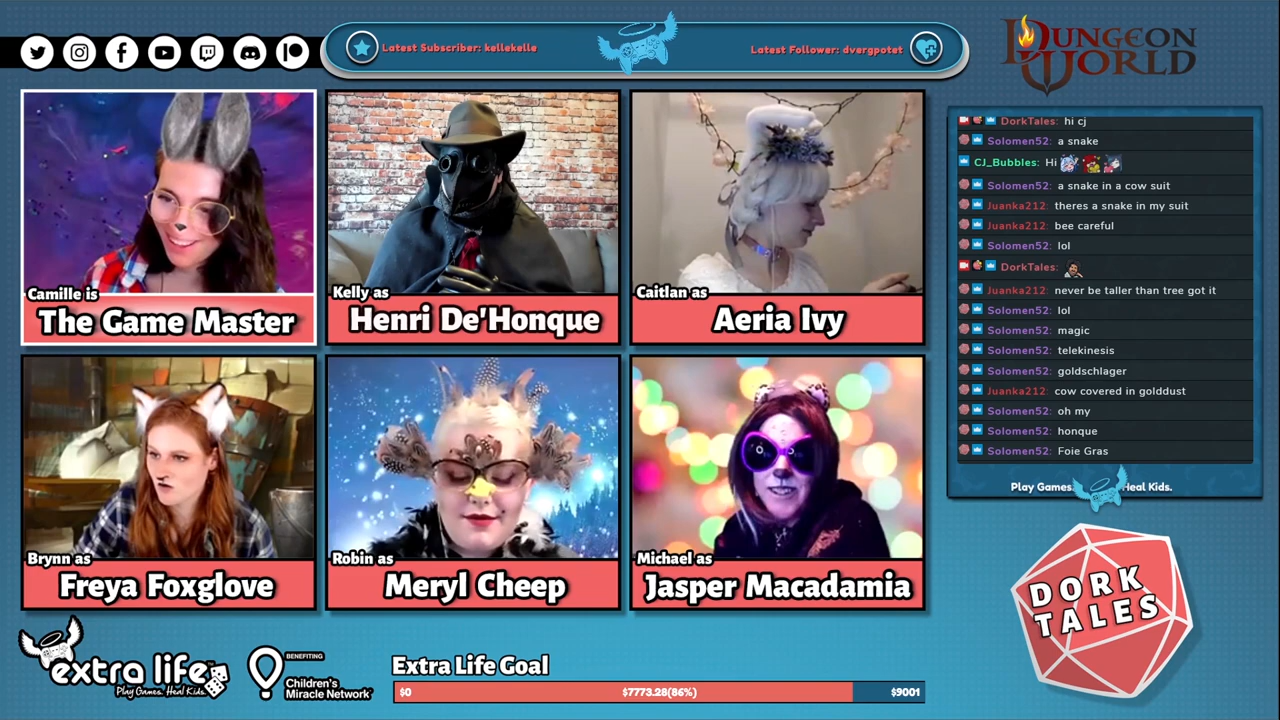 Latest Subscriber: kellekelle
Latest Follower: dvergpotet
DUNGEON
WORLD
Camille is
The Game Master
Kelly as
Henri De'Honque
Caitlan as
Aeria Ivy
Brynn as
Freya Foxglove
Robin as
Meryl Cheep
Michael as
Jasper Macadamia
DorkTales: hi cj
Solomen52: a snake
CJ_Bubbles: Hi
Solomen52: a snake in a cow suit
Juanka212: theres a snake in my suit
Juanka212: bee careful
Solomen52: lol
DorkTales:
Juanka212: never be taller than tree got it
Solomen52: lol
Solomen52: magic
Solomen52: telekinesis
Solomen52: goldschlager
Juanka212: cow covered in golddust
Solomen52: oh my
Solomen52: honque
Solomen52: Foie Gras
Play Games. Heal Kids.
DORK
TALES
extra life
Play Games. Heal Kids.
BENEFITING
Children's
Miracle Network
Extra Life Goal
$0 $7773.28(86%) $9001